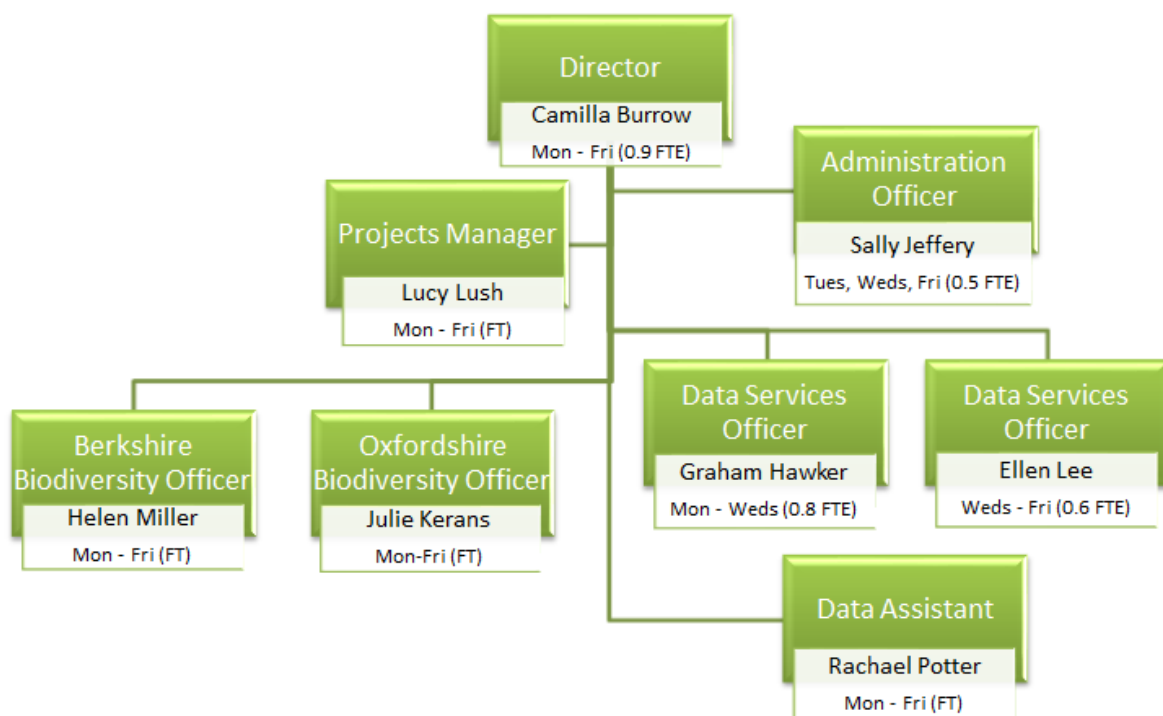 Director
Camilla Burrow
Mon - Fri (0.9 FTE)
Administration
Officer
Sally Jeffery
Tues, Weds, Fri (0.5 FTE)
Projects Manager
Lucy Lush
Mon - Fri (FT)
Berkshire
Biodiversity Officer
Helen Miller
Mon - Fri (FT)
Oxfordshire
Biodiversity Officer
Julie Kerans
Mon-Fri (FT)
Data Services
Officer
Graham Hawker
Mon - Weds (0.8 FTE)
Data Services
Officer
Ellen Lee
Weds - Fri (0.6 FTE)
Data Assistant
Rachael Potter
Mon - Fri (FT)